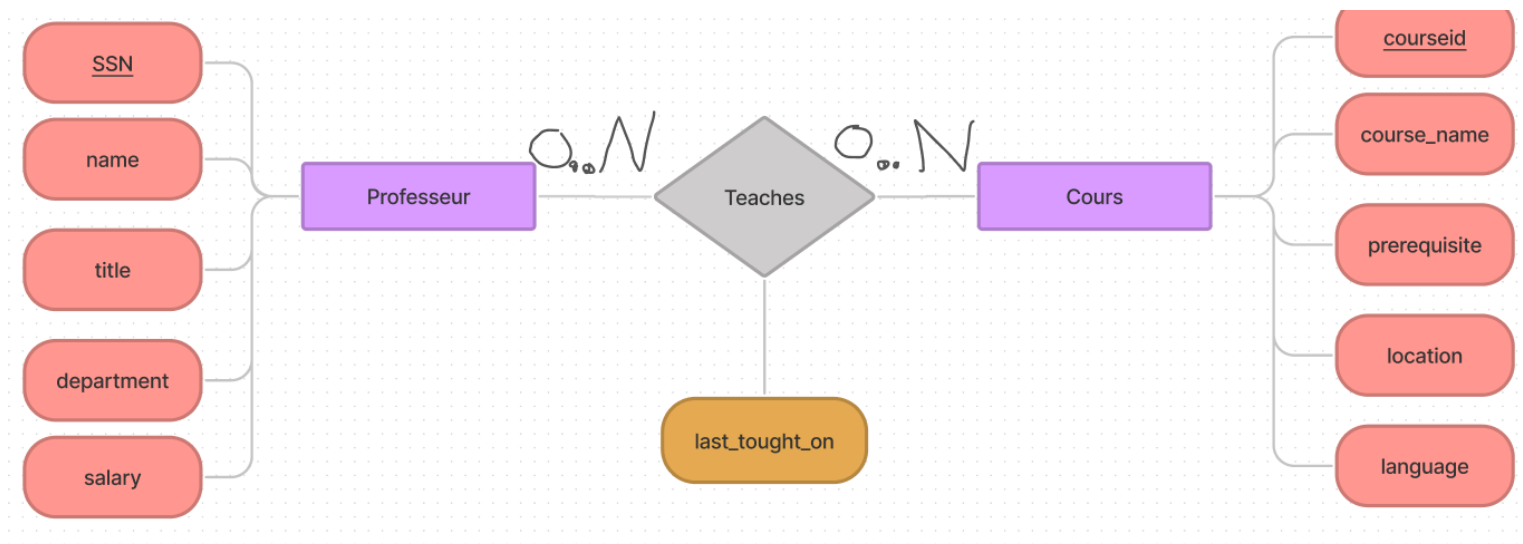 SSN
name
title
department
salary
Professeur
0..N
Teaches
0..N
Cours
last_tought_on
courseid
course_name
prerequisite
location
language